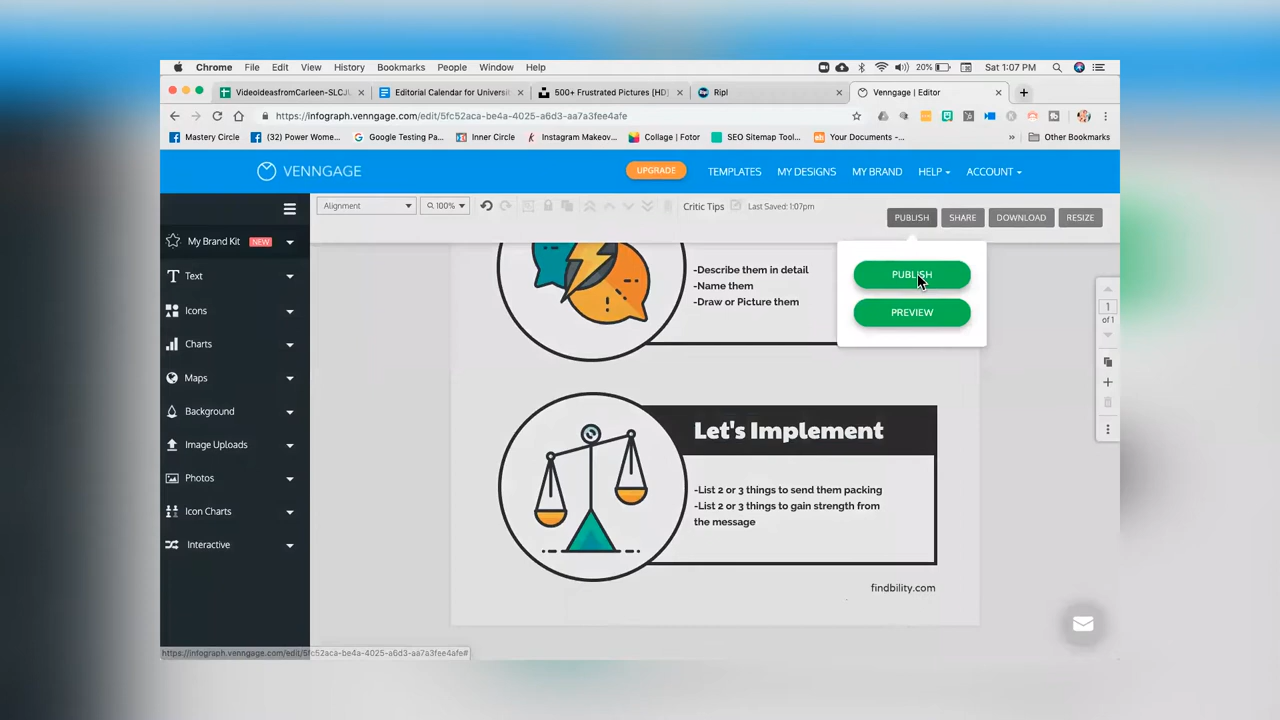 Chrome File Edit View History Bookmarks People Window Help 20% Sat 1:07 PM
VideoIdeasfromCarleen-SLCJU Editorial Calendar for Universi 500+ Frustrated Pictures [HD] Ripl Venngage | Editor
https://infograph.venngage.com/edit/5fc52aca-be4a-4025-a6d3-aa7a3fee4afe
Mastery Circle (32) Power Wome... Google Testing Pa... Inner Circle Instagram Makeov... Collage | Fotor SEO Sitemap Tool... Your Documents -... » Other Bookmarks
VENNGAGE UPGRADE TEMPLATES MY DESIGNS MY BRAND HELP ACCOUNT
Alignment 100% Critic Tips Last Saved: 1:07pm
PUBLISH SHARE DOWNLOAD RESIZE
My Brand Kit NEW
Text
Icons
Charts
Maps
Background
Image Uploads
Photos
Icon Charts
Interactive
-Describe them in detail
-Name them
-Draw or Picture them
PUBLISH
PREVIEW
1
of 1
Let's Implement
-List 2 or 3 things to send them packing
-List 2 or 3 things to gain strength from
the message
findbility.com
https://infograph.venngage.com/edit/5fc52aca-be4a-4025-a6d3-aa7a3fee4afe#